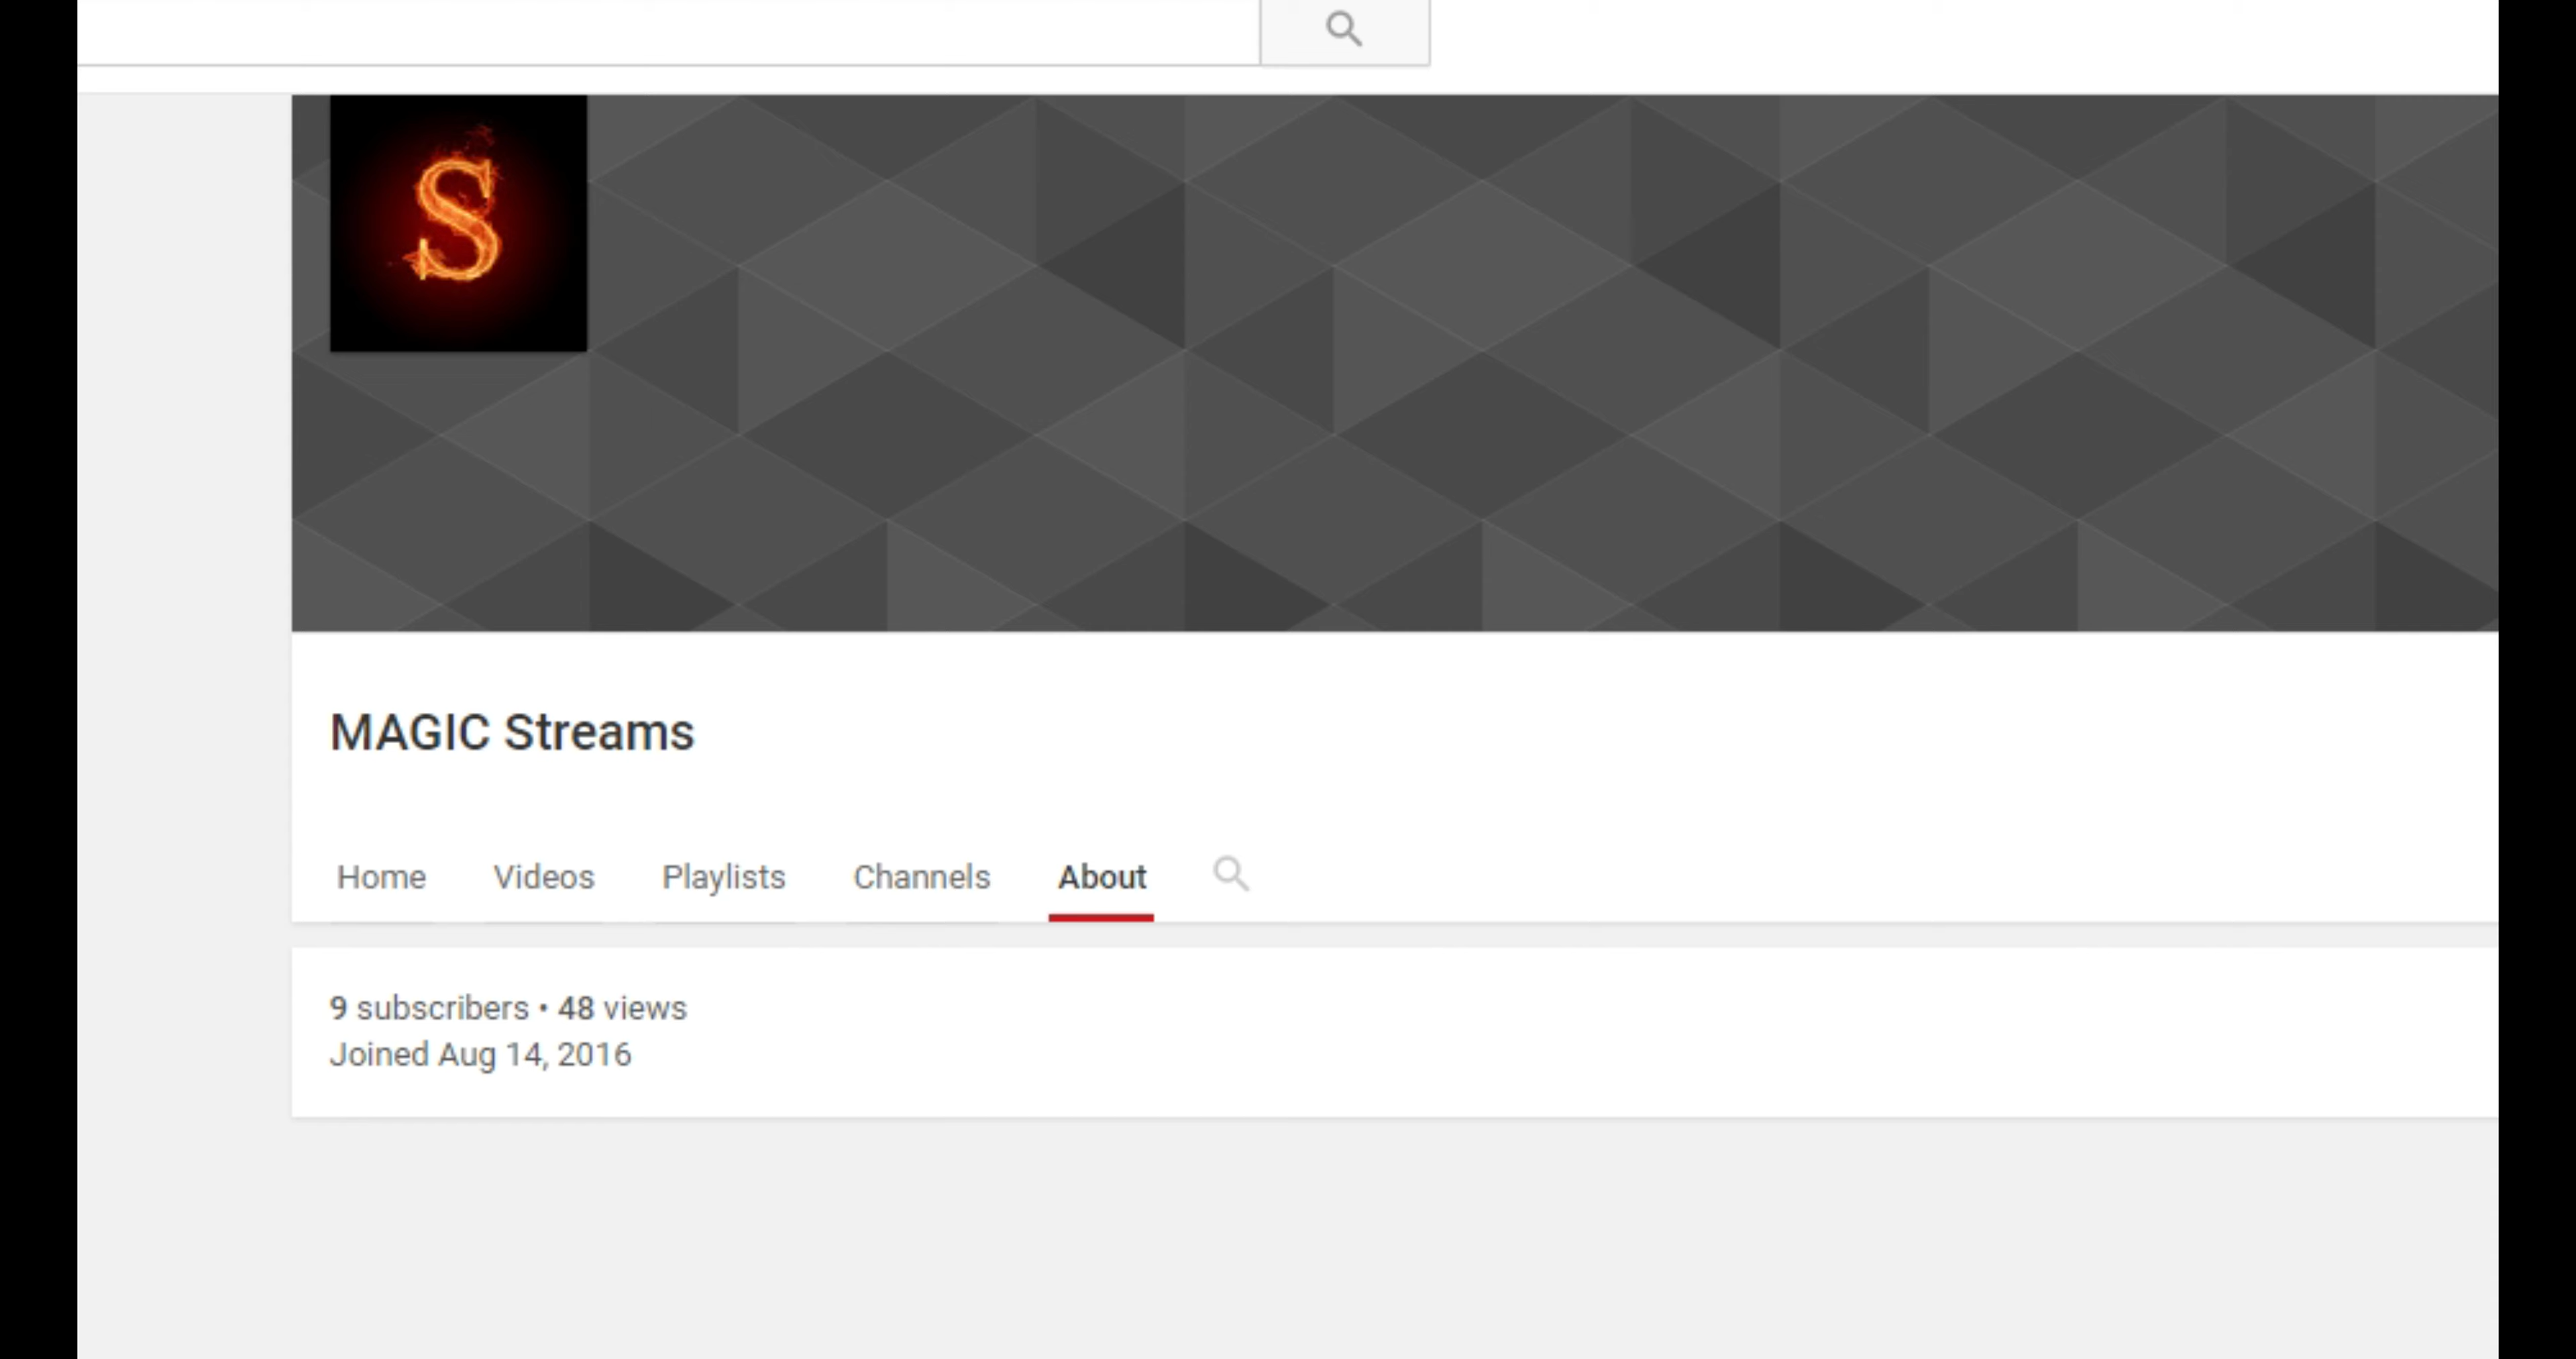 S
MAGIC Streams
Home Videos Playlists Channels About
9 subscribers • 48 views
Joined Aug 14, 2016